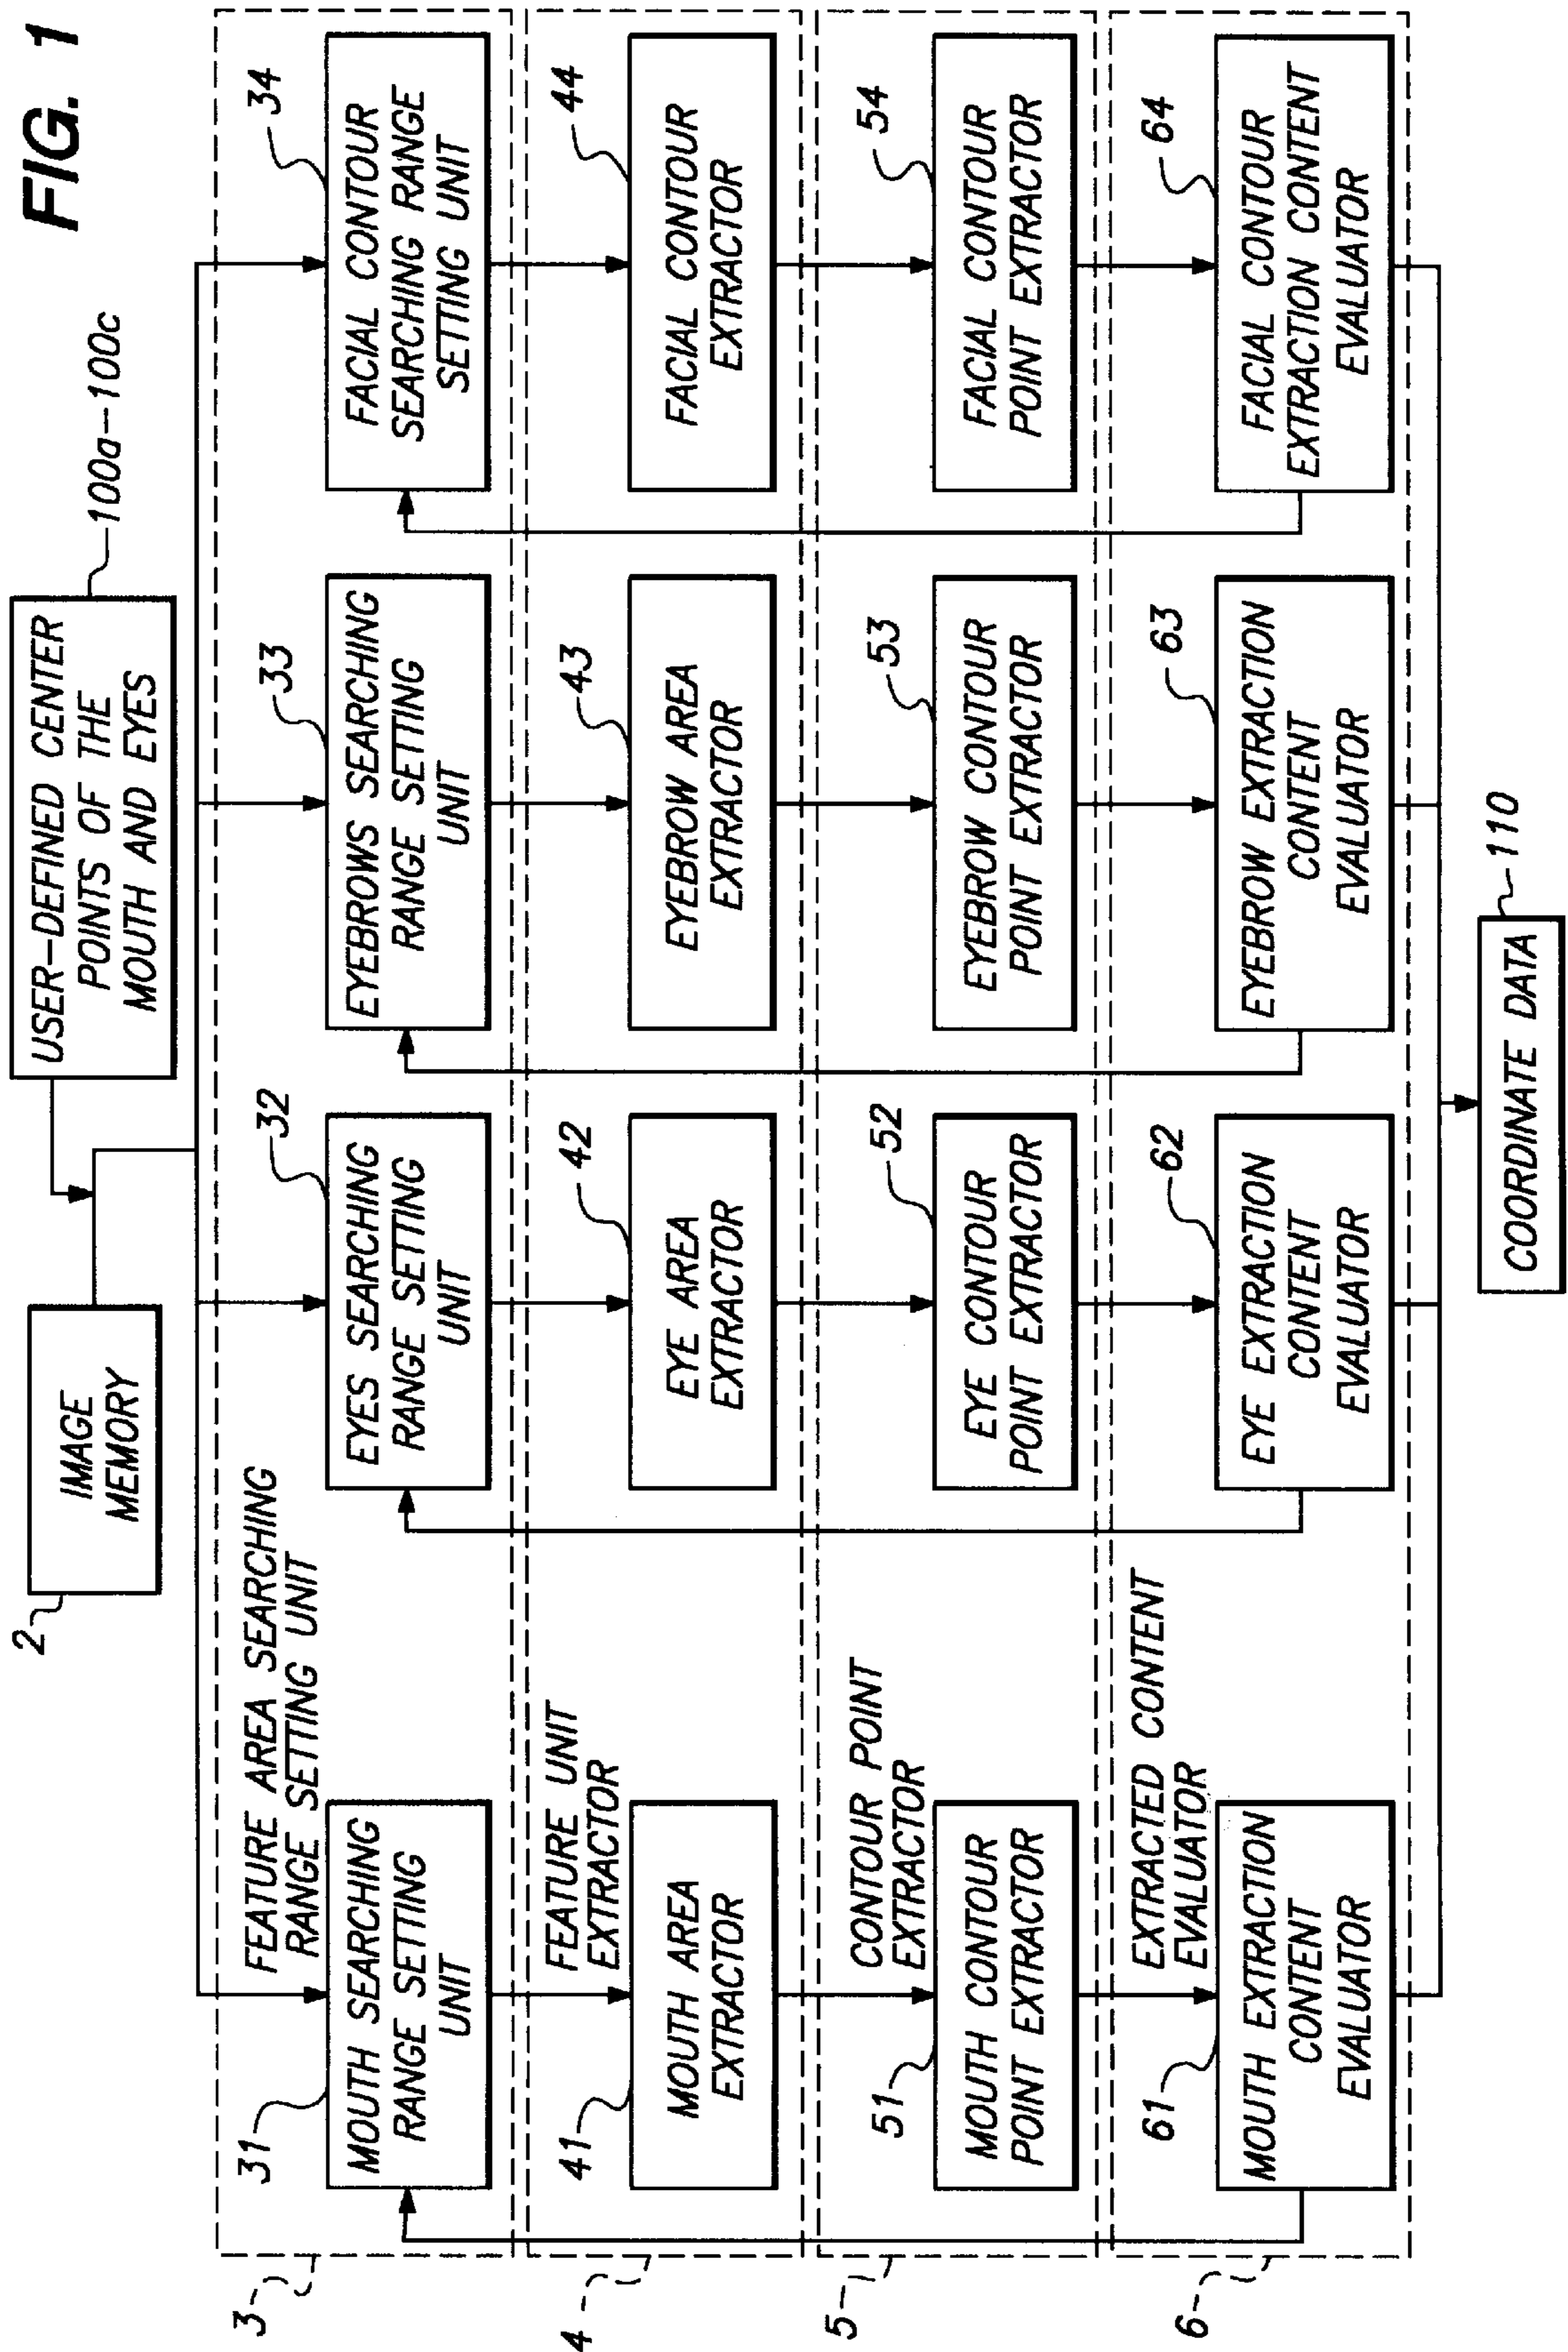 FIG. 1
2
IMAGE
MEMORY
USER-DEFINED CENTER
POINTS OF THE
MOUTH AND EYES
100a-100c
3
FEATURE AREA SEARCHING
RANGE SETTING UNIT
31
MOUTH SEARCHING
RANGE SETTING
UNIT
32
EYES SEARCHING
RANGE SETTING
UNIT
33
EYEBROWS SEARCHING
RANGE SETTING
UNIT
34
FACIAL CONTOUR
SEARCHING RANGE
SETTING UNIT
4
FEATURE UNIT
EXTRACTOR
41
MOUTH AREA
EXTRACTOR
42
EYE AREA
EXTRACTOR
43
EYEBROW AREA
EXTRACTOR
44
FACIAL CONTOUR
EXTRACTOR
5
CONTOUR POINT
EXTRACTOR
51
MOUTH CONTOUR
POINT EXTRACTOR
52
EYE CONTOUR
POINT EXTRACTOR
53
EYEBROW CONTOUR
POINT EXTRACTOR
54
FACIAL CONTOUR
POINT EXTRACTOR
6
EXTRACTED CONTENT
EVALUATOR
61
MOUTH EXTRACTION
CONTENT
EVALUATOR
62
EYE EXTRACTION
CONTENT
EVALUATOR
63
EYEBROW EXTRACTION
CONTENT
EVALUATOR
64
FACIAL CONTOUR
EXTRACTION CONTENT
EVALUATOR
COORDINATE DATA
110